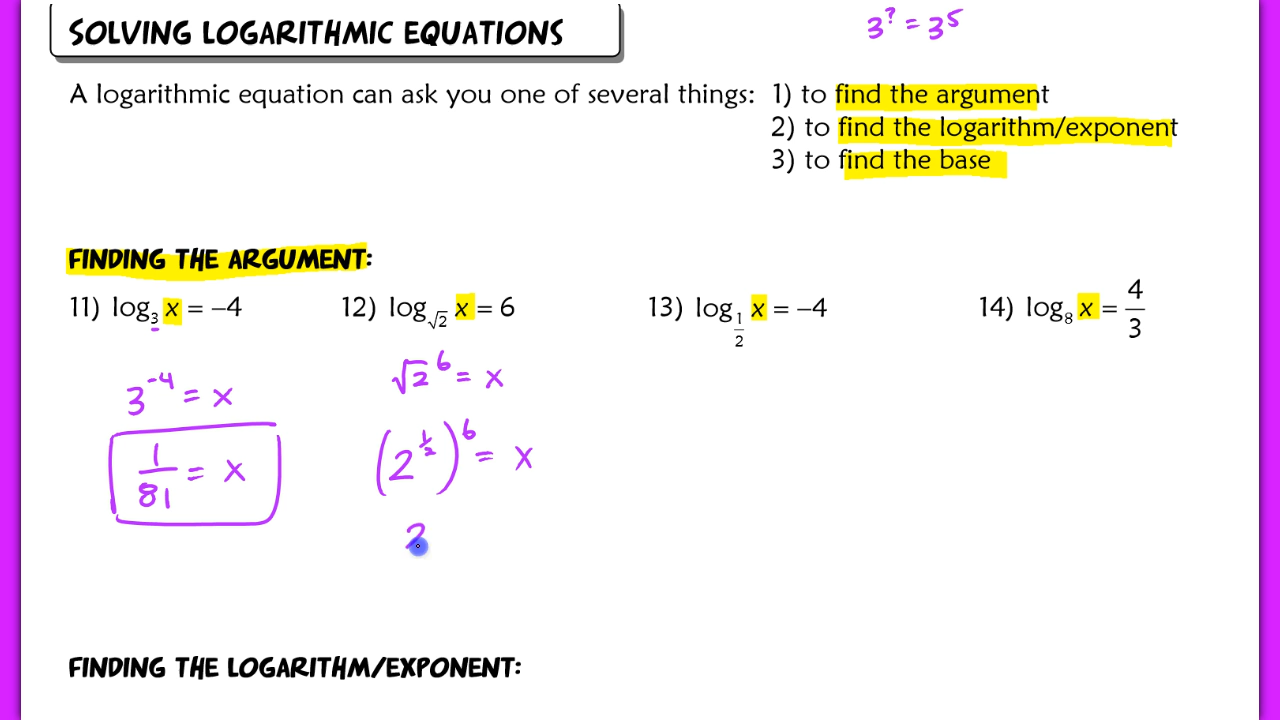 SOLVING LOGARITHMIC EQUATIONS
3^? = 3^5
A logarithmic equation can ask you one of several things: 1) to find the argument
2) to find the logarithm/exponent
3) to find the base
FINDING THE ARGUMENT:
11) log₃ x = –4
12) log_√2 x = 6
13) log_1/2 x = –4
14) log₈ x = 4/3
3^-4 = x
1/81 = x
√2^6 = x
(2^1/2)^6 = x
2
FINDING THE LOGARITHM/EXPONENT: